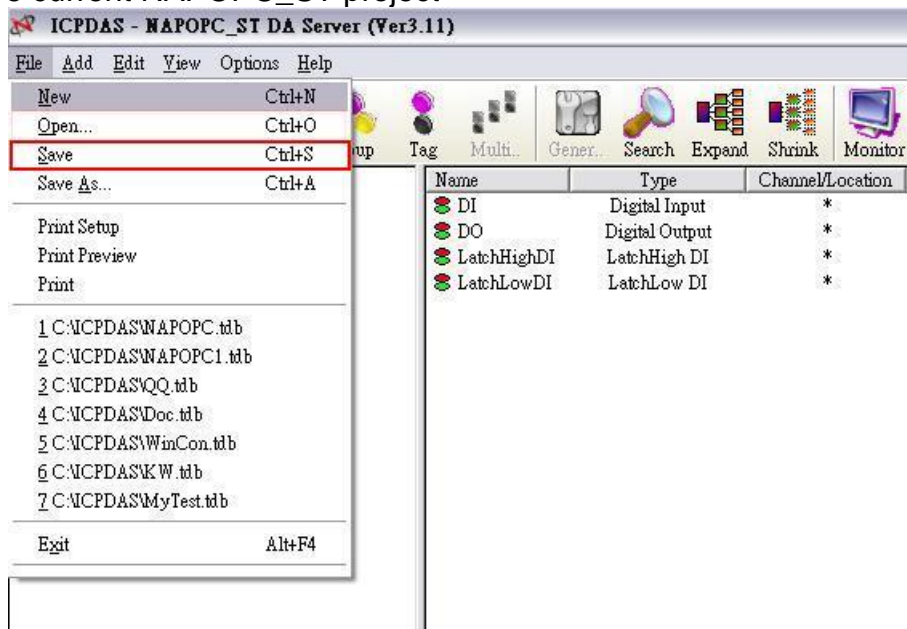 current NAPOPC_ST project
ICPDAS - NAPOPC_ST DA Server (Ver3.11)
File Add Edit View Options Help
New Ctrl+N
Open... Ctrl+O
Save Ctrl+S
Save As... Ctrl+A
Print Setup
Print Preview
Print
1 C:\ICPDAS\NAPOPC.tdb
2 C:\ICPDAS\NAPOPC1.tdb
3 C:\ICPDAS\QQ.tdb
4 C:\ICPDAS\Doc.tdb
5 C:\ICPDAS\WinCon.tdb
6 C:\ICPDAS\KW.tdb
7 C:\ICPDAS\MyTest.tdb
Exit Alt+F4
up Tag Multi.. Gener.. Search Expand Shrink Monitor
Name Type Channel/Location
DI Digital Input *
DO Digital Output *
LatchHighDI LatchHigh DI *
LatchLowDI LatchLow DI *